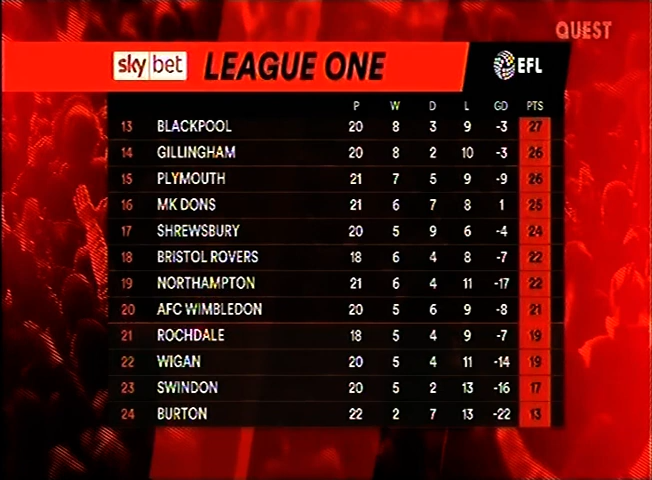 QUEST
sky bet LEAGUE ONE EFL
P W D L GD PTS
13 BLACKPOOL 20 8 3 9 -3 27
14 GILLINGHAM 20 8 2 10 -3 26
15 PLYMOUTH 21 7 5 9 -9 26
16 MK DONS 21 6 7 8 1 25
17 SHREWSBURY 20 5 9 6 -4 24
18 BRISTOL ROVERS 18 6 4 8 -7 22
19 NORTHAMPTON 21 6 4 11 -17 22
20 AFC WIMBLEDON 20 5 6 9 -8 21
21 ROCHDALE 18 5 4 9 -7 19
22 WIGAN 20 5 4 11 -14 19
23 SWINDON 20 5 2 13 -16 17
24 BURTON 22 2 7 13 -22 13